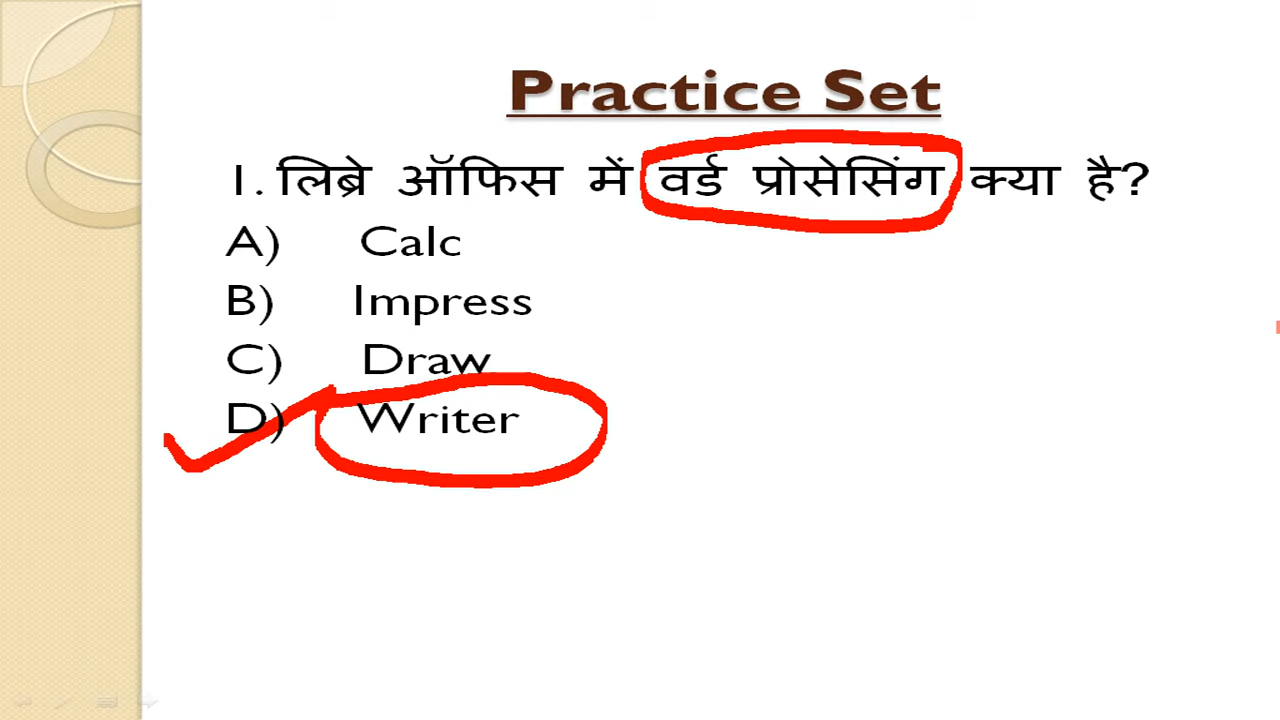 Practice Set
1. लिब्रे ऑफिस में वर्ड प्रोसेसिंग क्या है?
A) Calc
B) Impress
C) Draw
D) Writer